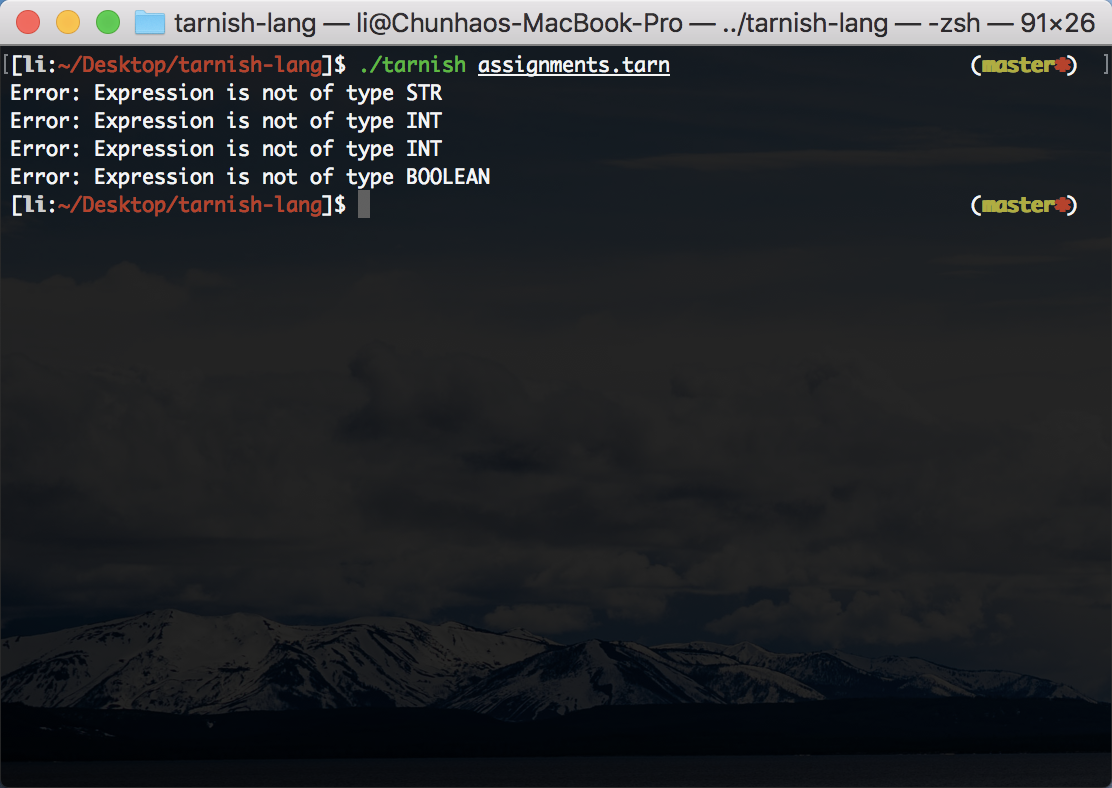 tarnish-lang — li@Chunhaos-MacBook-Pro — ../tarnish-lang — -zsh — 91×26
[[li:~/Desktop/tarnish-lang]$ ./tarnish assignments.tarn (master*) ]
Error: Expression is not of type STR
Error: Expression is not of type INT
Error: Expression is not of type INT
Error: Expression is not of type BOOLEAN
[li:~/Desktop/tarnish-lang]$ (master*)